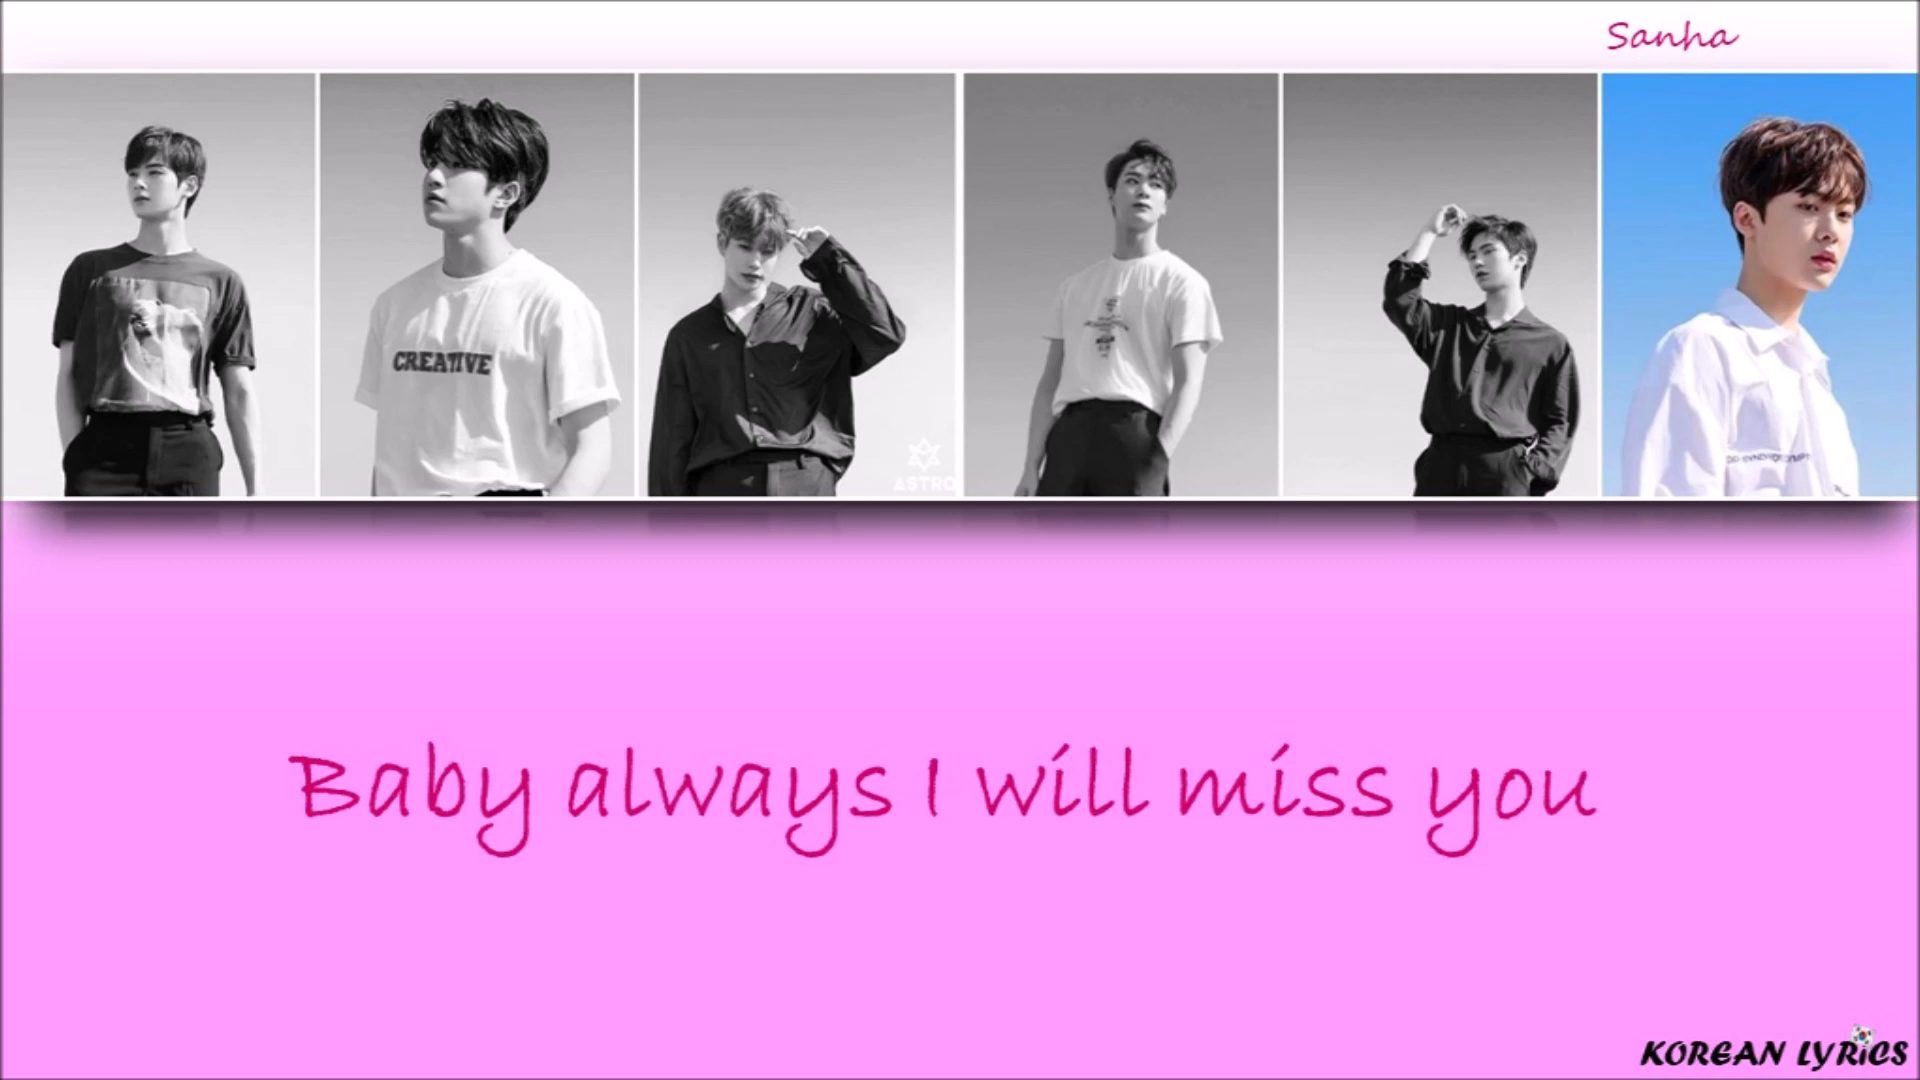 Sanha
CREATIVE
ASTRO
Baby always I will miss you
KOREAN LYRICS